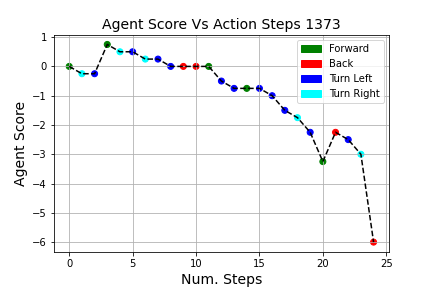 Agent Score Vs Action Steps 1373
1
0
−1
−2
−3
−4
−5
−6
Agent Score
Forward
Back
Turn Left
Turn Right
0 5 10 15 20 25
Num. Steps